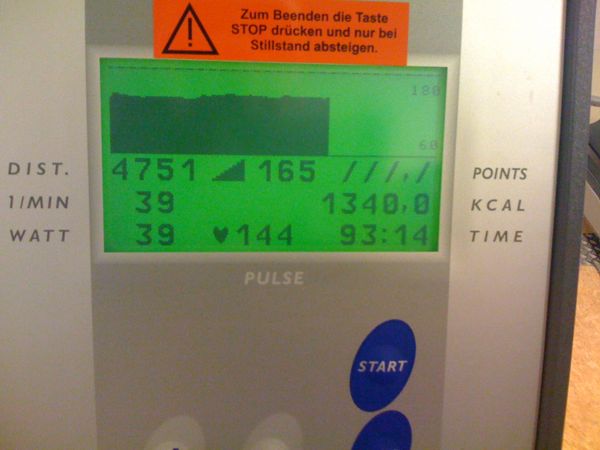 Zum Beenden die Taste
STOP drücken und nur bei
Stillstand absteigen.
180
60
DIST. 4751 165 ///,/ POINTS
1/MIN 39 1340,0 KCAL
WATT 39 ♥144 93:14 TIME
PULSE
START